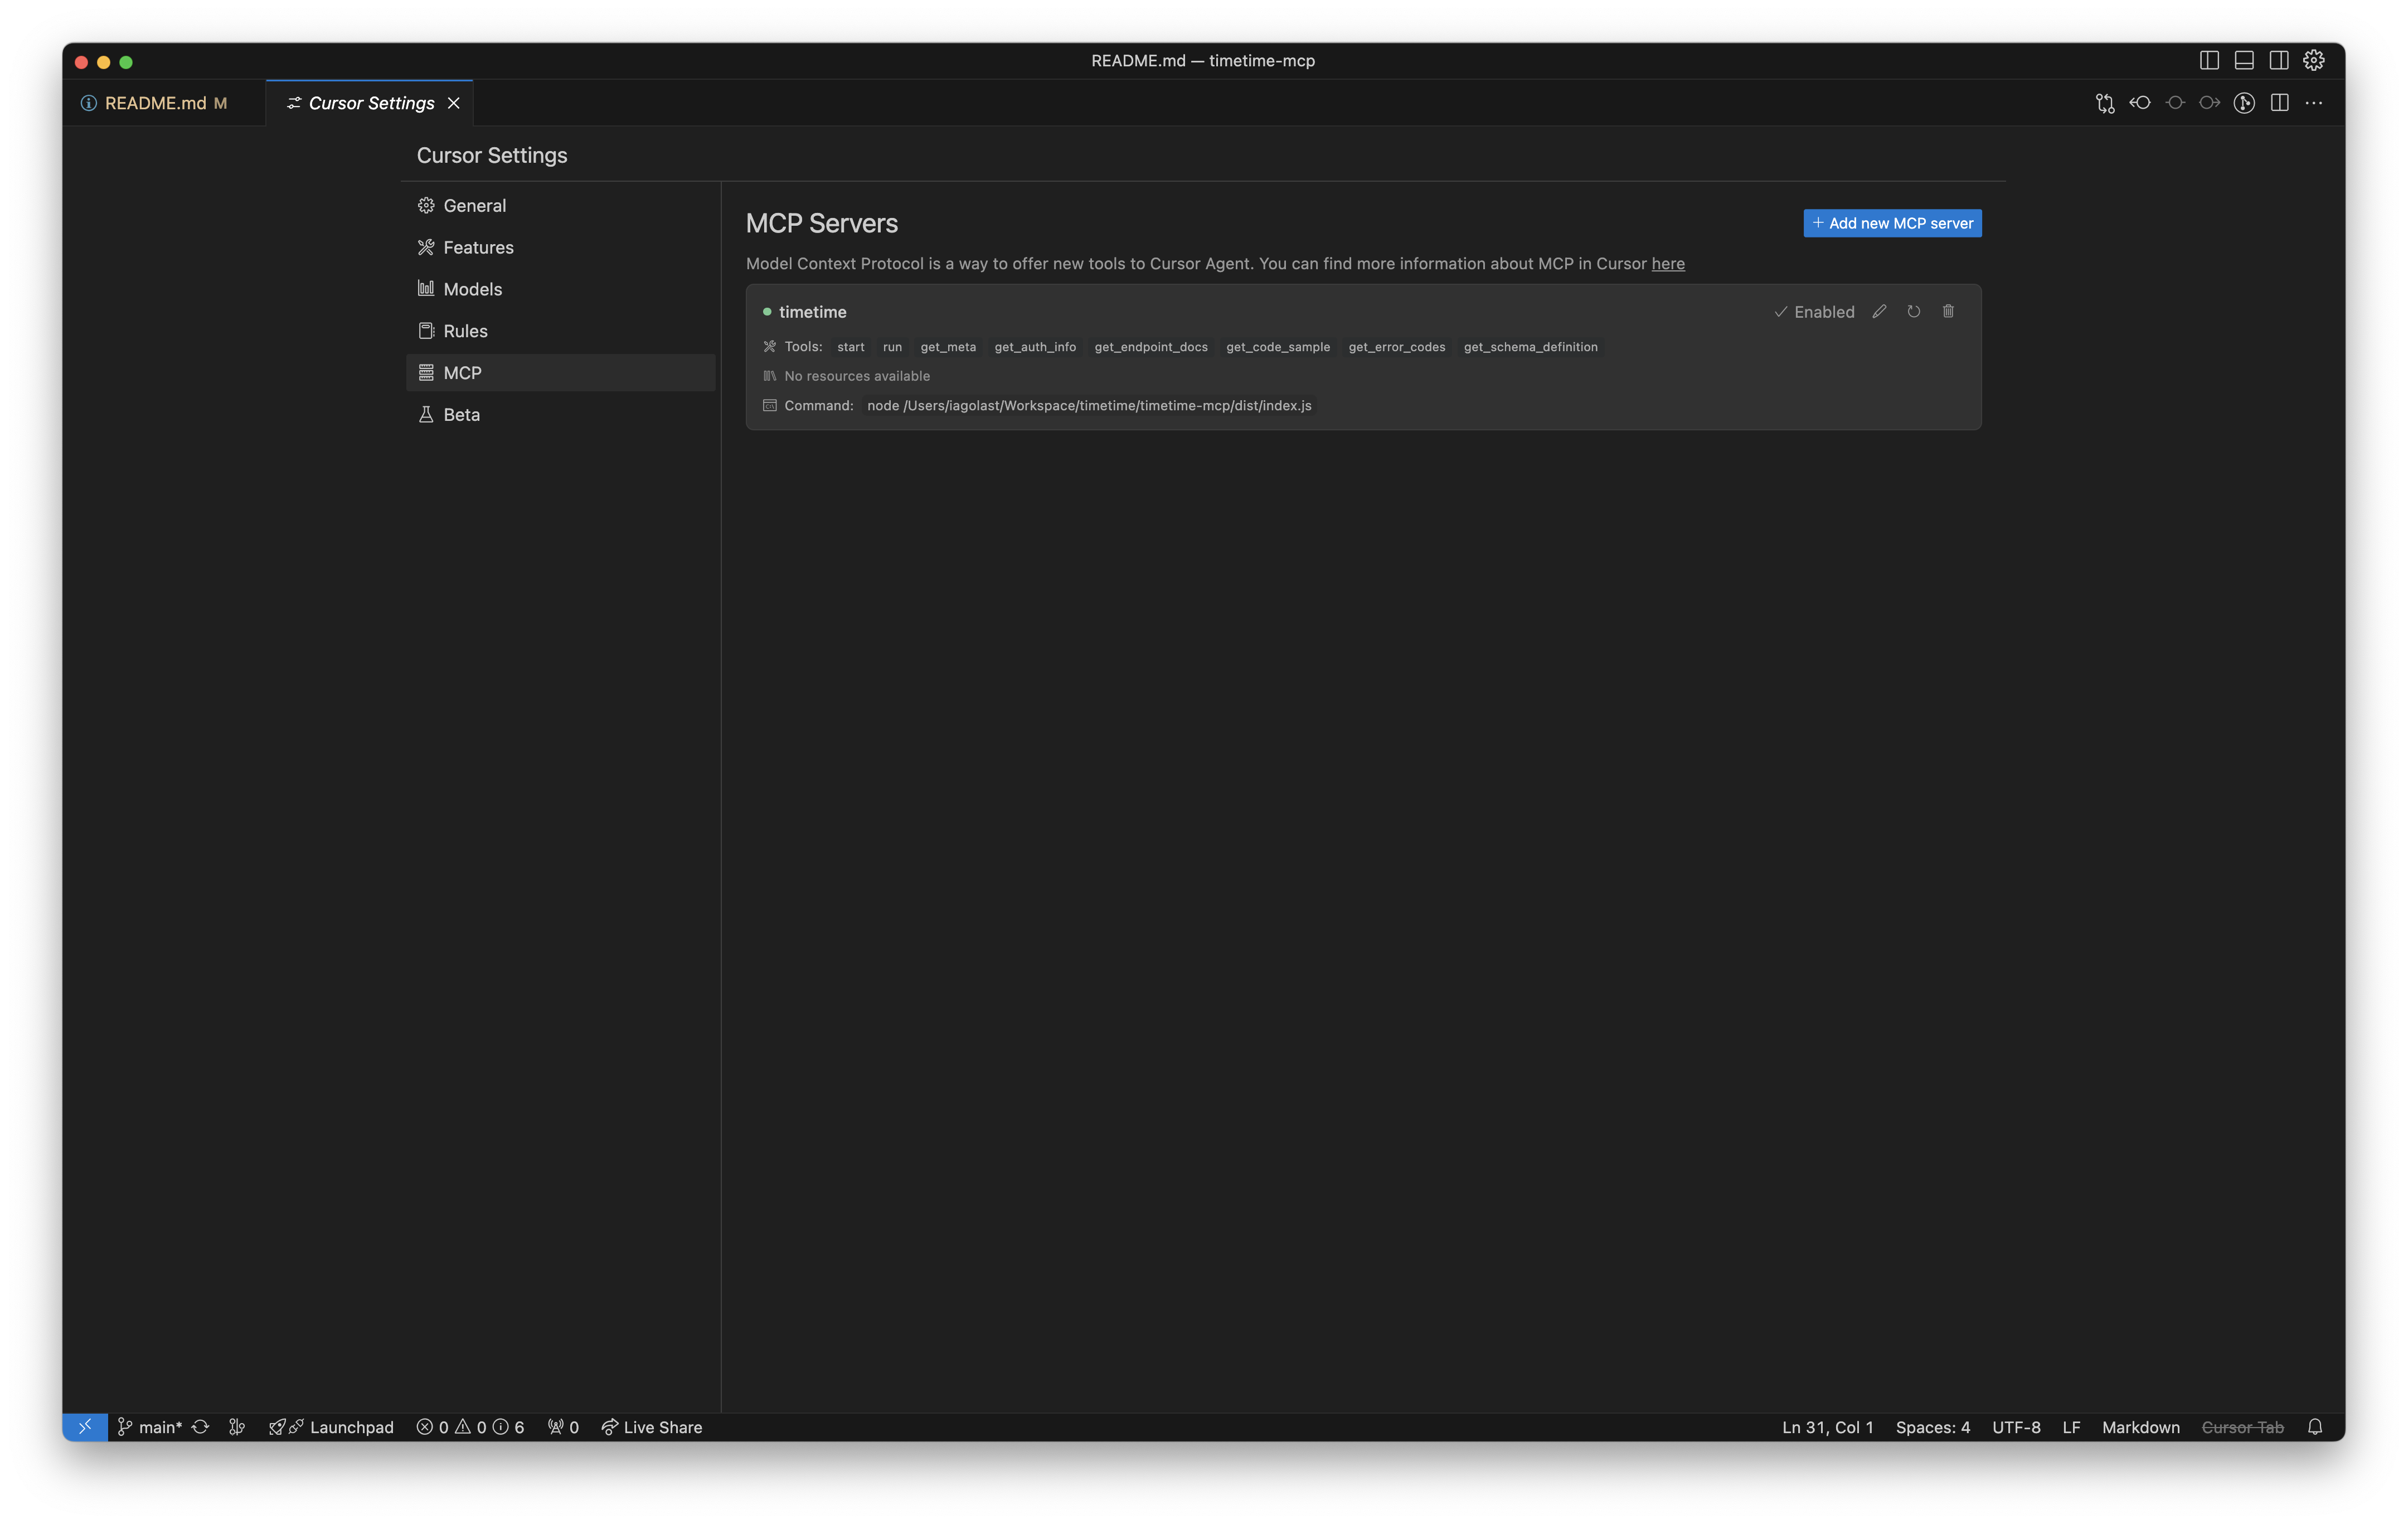 README.md — timetime-mcp
README.md M
Cursor Settings
Cursor Settings
General
Features
Models
Rules
MCP
Beta
MCP Servers
+ Add new MCP server
Model Context Protocol is a way to offer new tools to Cursor Agent. You can find more information about MCP in Cursor here
timetime
Enabled
Tools: start run get_meta get_auth_info get_endpoint_docs get_code_sample get_error_codes get_schema_definition
No resources available
Command: node /Users/iagolast/Workspace/timetime/timetime-mcp/dist/index.js
main* Launchpad 0 0 6 0 Live Share
Ln 31, Col 1 Spaces: 4 UTF-8 LF Markdown Cursor Tab